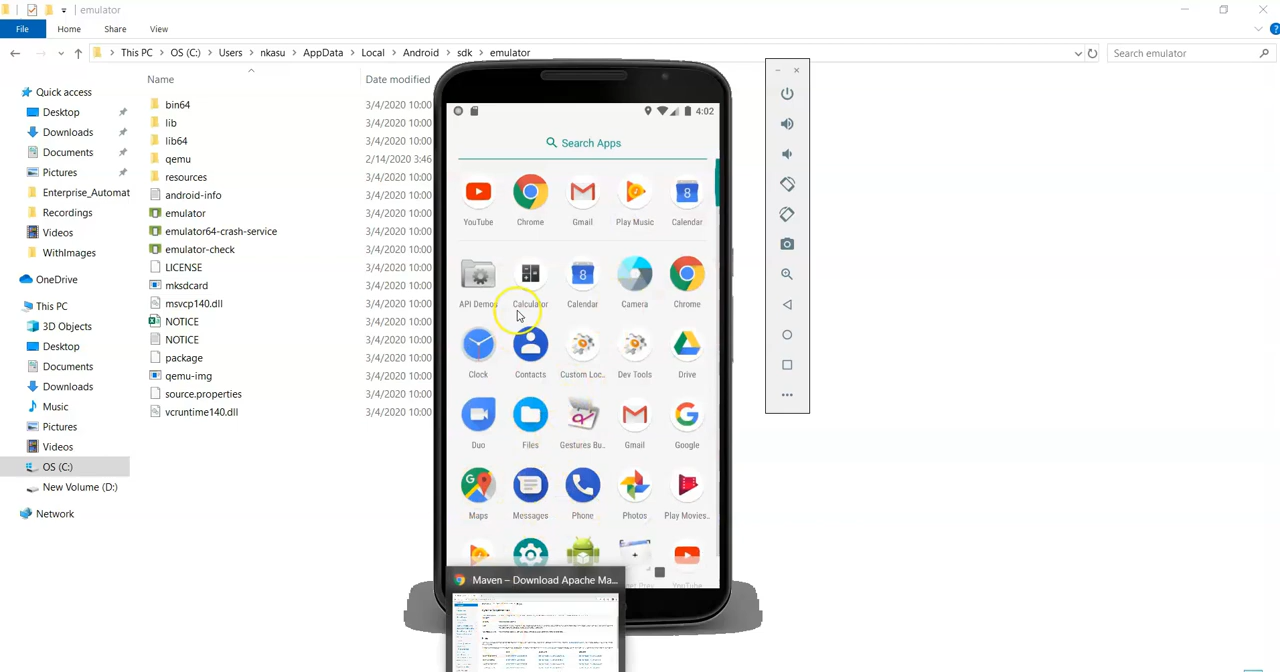 emulator
File Home Share View
This PC OS (C:) Users nkasu AppData Local Android sdk emulator
Search emulator
Name
Date modified
Quick access
Desktop
Downloads
Documents
Pictures
Enterprise_Automat
Recordings
Videos
WithImages
OneDrive
This PC
3D Objects
Desktop
Documents
Downloads
Music
Pictures
Videos
OS (C:)
New Volume (D:)
Network
bin64 3/4/2020 10:00
lib 3/4/2020 10:00
lib64 3/4/2020 10:00
qemu 2/14/2020 3:46
resources 3/4/2020 10:00
android-info 3/4/2020 10:00
emulator 3/4/2020 10:00
emulator64-crash-service 3/4/2020 10:00
emulator-check 3/4/2020 10:00
LICENSE 3/4/2020 10:00
mksdcard 3/4/2020 10:00
msvcp140.dll 3/4/2020 10:00
NOTICE 3/4/2020 10:00
NOTICE 3/4/2020 10:00
package 3/4/2020 10:00
qemu-img 3/4/2020 10:00
source.properties 3/4/2020 10:00
vcruntime140.dll 3/4/2020 10:00
4:02
Search Apps
8
YouTube Chrome Gmail Play Music Calendar
8
API Demos Calculator Calendar Camera Chrome
Clock Contacts Custom Loc.. Dev Tools Drive
Duo Files Gestures Bu.. Gmail Google
Maps Messages Phone Photos Play Movies..
YouTube
Maven – Download Apache Ma...